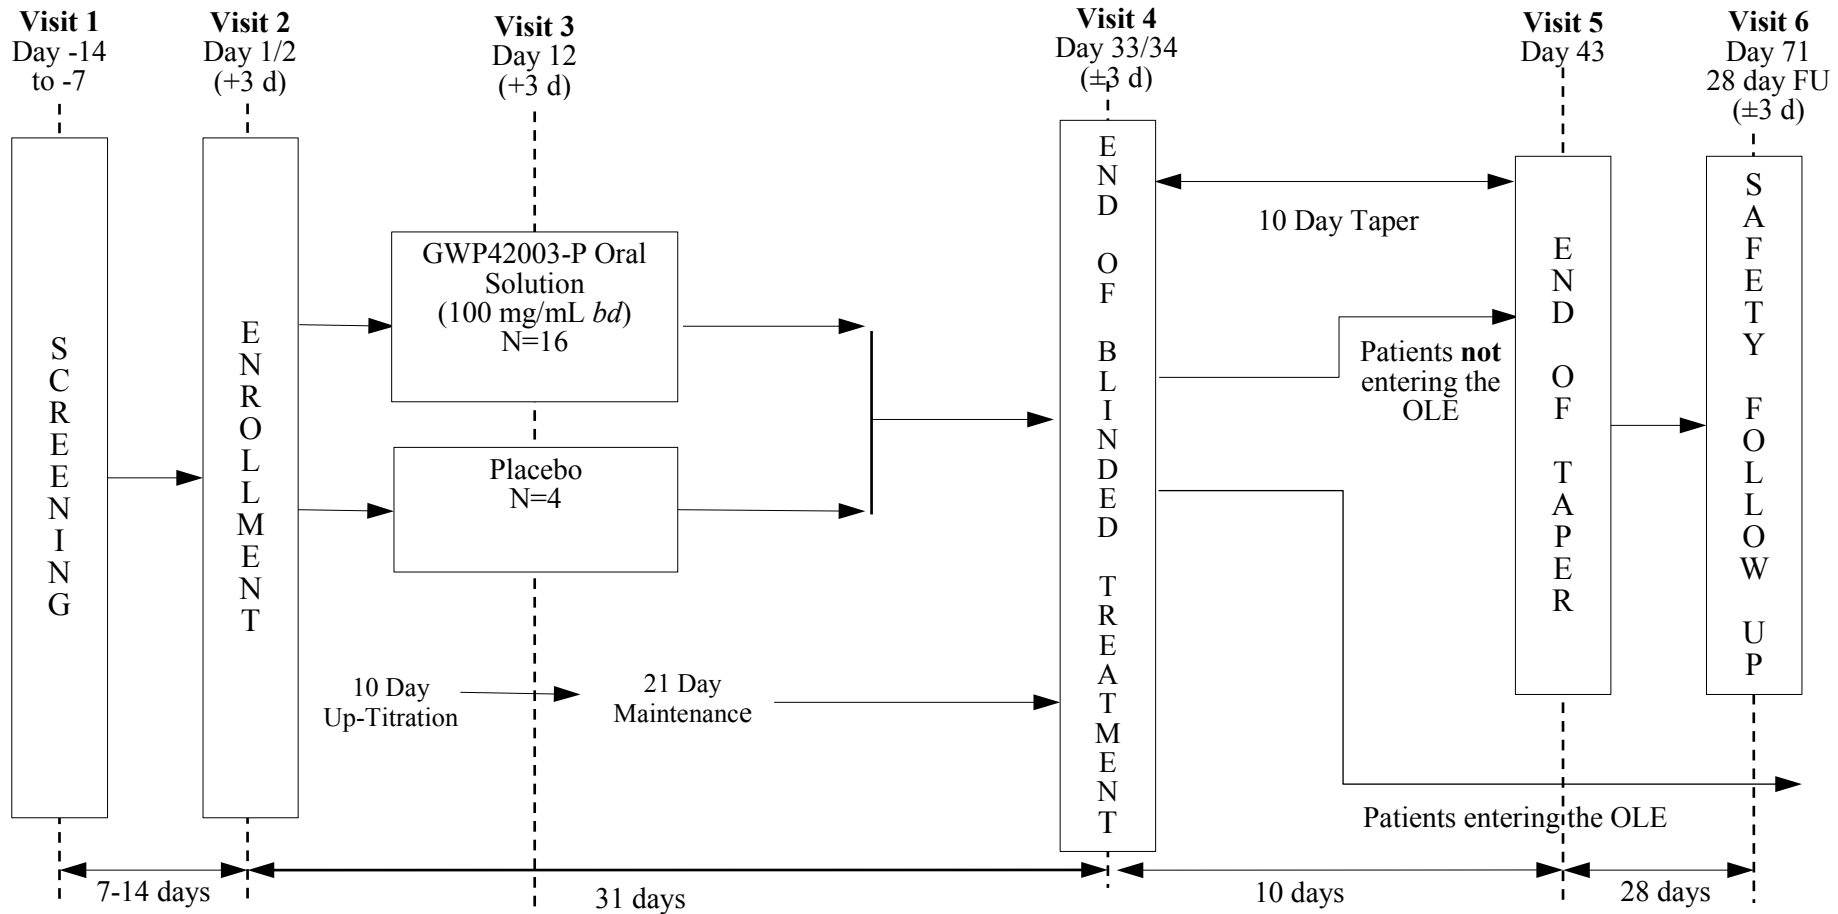 Visit 1
Day -14
to -7
Visit 2
Day 1/2
(+3 d)
Visit 3
Day 12
(+3 d)
Visit 4
Day 33/34
(±3 d)
Visit 5
Day 43
Visit 6
Day 71
28 day FU
(±3 d)
SCREENING
ENROLLMENT
GWP42003-P Oral
Solution
(100 mg/mL bd)
N=16
Placebo
N=4
10 Day
Up-Titration
21 Day
Maintenance
END OF BLINDED TREATMENT
10 Day Taper
Patients not
entering the
OLE
Patients entering the OLE
END OF TAPER
SAFETY FOLLOW UP
7-14 days
31 days
10 days
28 days